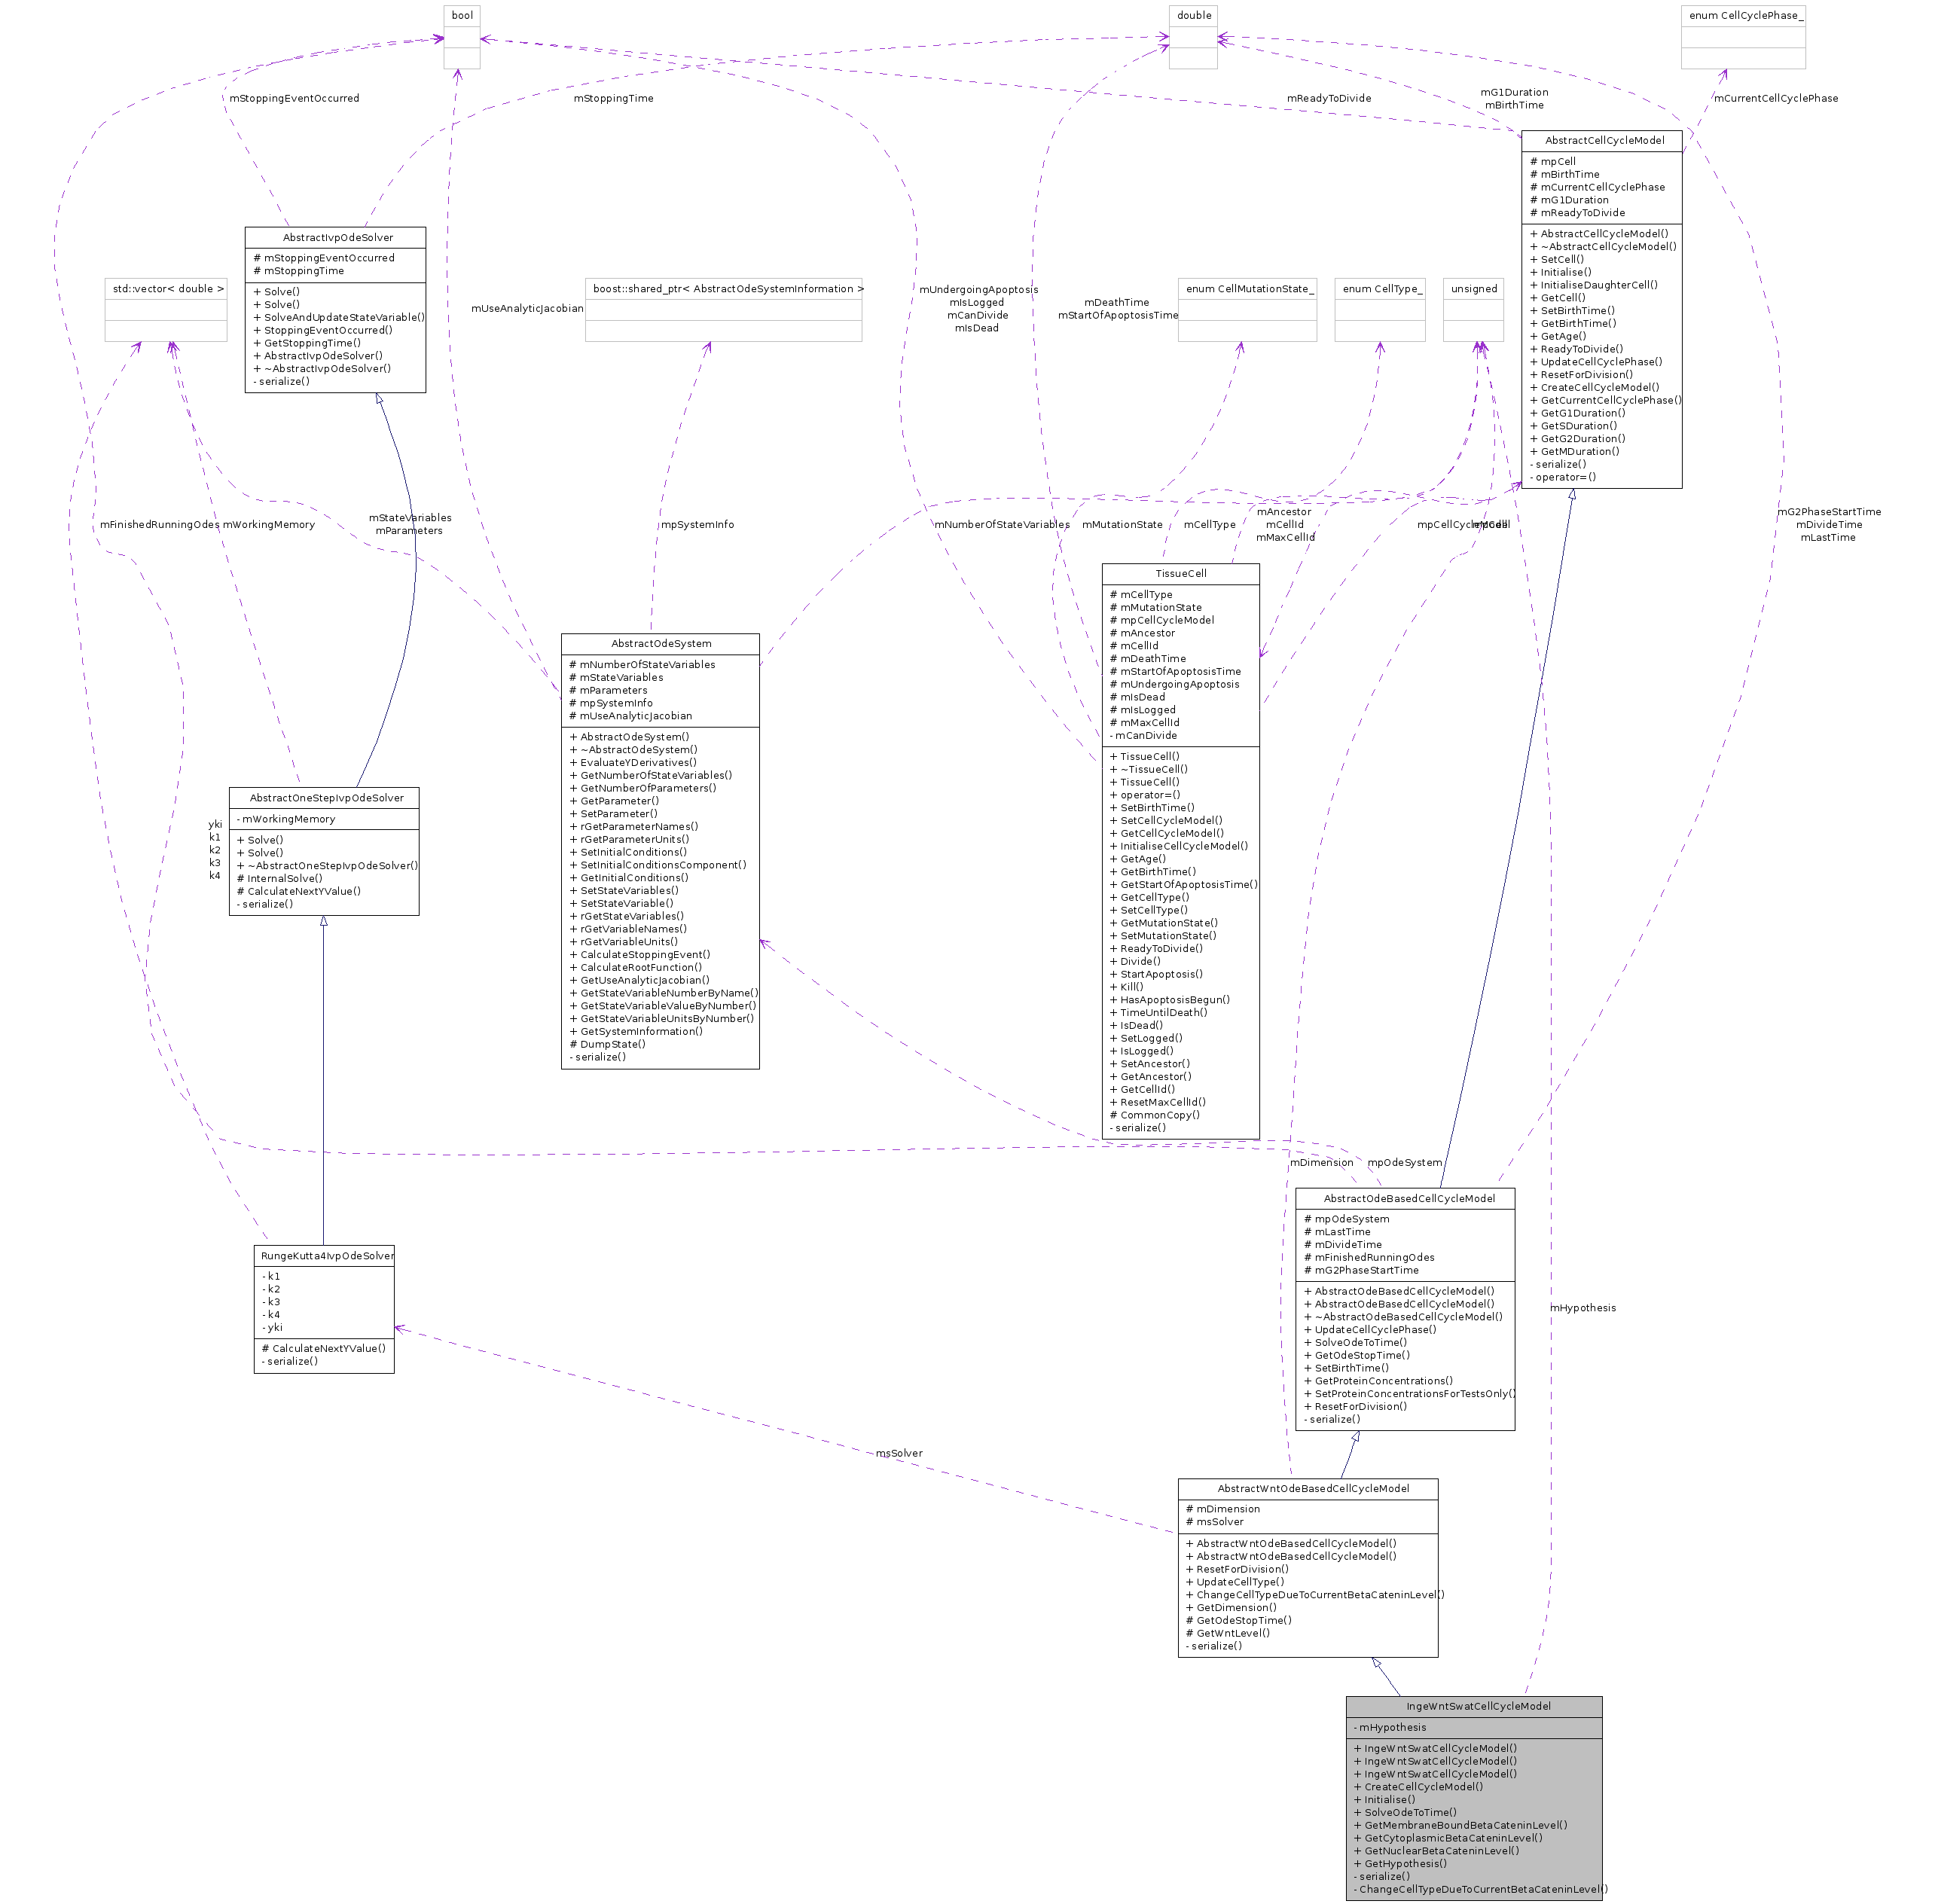 bool
double
enum CellCyclePhase_
mStoppingEventOccurred
mStoppingTime
mReadyToDivide
mG1Duration
mBirthTime
mCurrentCellCyclePhase
AbstractCellCycleModel
# mpCell
# mBirthTime
# mCurrentCellCyclePhase
# mG1Duration
# mReadyToDivide
+ AbstractCellCycleModel()
+ ~AbstractCellCycleModel()
+ SetCell()
+ Initialise()
+ InitialiseDaughterCell()
+ GetCell()
+ SetBirthTime()
+ GetBirthTime()
+ GetAge()
+ ReadyToDivide()
+ UpdateCellCyclePhase()
+ ResetForDivision()
+ CreateCellCycleModel()
+ GetCurrentCellCyclePhase()
+ GetG1Duration()
+ GetSDuration()
+ GetG2Duration()
+ GetMDuration()
- serialize()
- operator=()
AbstractIvpOdeSolver
# mStoppingEventOccurred
# mStoppingTime
+ Solve()
+ Solve()
+ SolveAndUpdateStateVariable()
+ StoppingEventOccurred()
+ GetStoppingTime()
+ AbstractIvpOdeSolver()
+ ~AbstractIvpOdeSolver()
- serialize()
std::vector< double >
boost::shared_ptr< AbstractOdeSystemInformation >
enum CellMutationState_
enum CellType_
unsigned
mUseAnalyticJacobian
mUndergoingApoptosis
mIsLogged
mCanDivide
mIsDead
mDeathTime
mStartOfApoptosisTime
mFinishedRunningOdes
mWorkingMemory
mStateVariables
mParameters
mpSystemInfo
mNumberOfStateVariables
mMutationState
mCellType
mAncestor
mCellId
mMaxCellId
mpCellCycleModel
mpCell
mG2PhaseStartTime
mDivideTime
mLastTime
TissueCell
# mCellType
# mMutationState
# mpCellCycleModel
# mAncestor
# mCellId
# mDeathTime
# mStartOfApoptosisTime
# mUndergoingApoptosis
# mIsDead
# mIsLogged
# mMaxCellId
- mCanDivide
+ TissueCell()
+ ~TissueCell()
+ TissueCell()
+ operator=()
+ SetBirthTime()
+ SetCellCycleModel()
+ GetCellCycleModel()
+ InitialiseCellCycleModel()
+ GetAge()
+ GetBirthTime()
+ GetStartOfApoptosisTime()
+ GetCellType()
+ SetCellType()
+ GetMutationState()
+ SetMutationState()
+ ReadyToDivide()
+ Divide()
+ StartApoptosis()
+ Kill()
+ HasApoptosisBegun()
+ TimeUntilDeath()
+ IsDead()
+ SetLogged()
+ IsLogged()
+ SetAncestor()
+ GetAncestor()
+ GetCellId()
+ ResetMaxCellId()
# CommonCopy()
- serialize()
AbstractOdeSystem
# mNumberOfStateVariables
# mStateVariables
# mParameters
# mpSystemInfo
# mUseAnalyticJacobian
+ AbstractOdeSystem()
+ ~AbstractOdeSystem()
+ EvaluateYDerivatives()
+ GetNumberOfStateVariables()
+ GetNumberOfParameters()
+ GetParameter()
+ SetParameter()
+ rGetParameterNames()
+ rGetParameterUnits()
+ SetInitialConditions()
+ SetInitialConditionsComponent()
+ GetInitialConditions()
+ SetStateVariables()
+ SetStateVariable()
+ rGetStateVariables()
+ rGetVariableNames()
+ rGetVariableUnits()
+ CalculateStoppingEvent()
+ CalculateRootFunction()
+ GetUseAnalyticJacobian()
+ GetStateVariableNumberByName()
+ GetStateVariableValueByNumber()
+ GetStateVariableUnitsByNumber()
+ GetSystemInformation()
# DumpState()
- serialize()
AbstractOneStepIvpOdeSolver
- mWorkingMemory
+ Solve()
+ Solve()
+ ~AbstractOneStepIvpOdeSolver()
# InternalSolve()
# CalculateNextYValue()
- serialize()
yki
k1
k2
k3
k4
mDimension
mpOdeSystem
AbstractOdeBasedCellCycleModel
# mpOdeSystem
# mLastTime
# mDivideTime
# mFinishedRunningOdes
# mG2PhaseStartTime
+ AbstractOdeBasedCellCycleModel()
+ AbstractOdeBasedCellCycleModel()
+ ~AbstractOdeBasedCellCycleModel()
+ UpdateCellCyclePhase()
+ SolveOdeToTime()
+ GetOdeStopTime()
+ SetBirthTime()
+ GetProteinConcentrations()
+ SetProteinConcentrationsForTestsOnly()
+ ResetForDivision()
- serialize()
RungeKutta4IvpOdeSolver
- k1
- k2
- k3
- k4
- yki
# CalculateNextYValue()
- serialize()
mHypothesis
msSolver
AbstractWntOdeBasedCellCycleModel
# mDimension
# msSolver
+ AbstractWntOdeBasedCellCycleModel()
+ AbstractWntOdeBasedCellCycleModel()
+ ResetForDivision()
+ UpdateCellType()
+ ChangeCellTypeDueToCurrentBetaCateninLevel()
+ GetDimension()
# GetOdeStopTime()
# GetWntLevel()
- serialize()
IngeWntSwatCellCycleModel
- mHypothesis
+ IngeWntSwatCellCycleModel()
+ IngeWntSwatCellCycleModel()
+ IngeWntSwatCellCycleModel()
+ CreateCellCycleModel()
+ Initialise()
+ SolveOdeToTime()
+ GetMembraneBoundBetaCateninLevel()
+ GetCytoplasmicBetaCateninLevel()
+ GetNuclearBetaCateninLevel()
+ GetHypothesis()
- serialize()
- ChangeCellTypeDueToCurrentBetaCateninLevel()